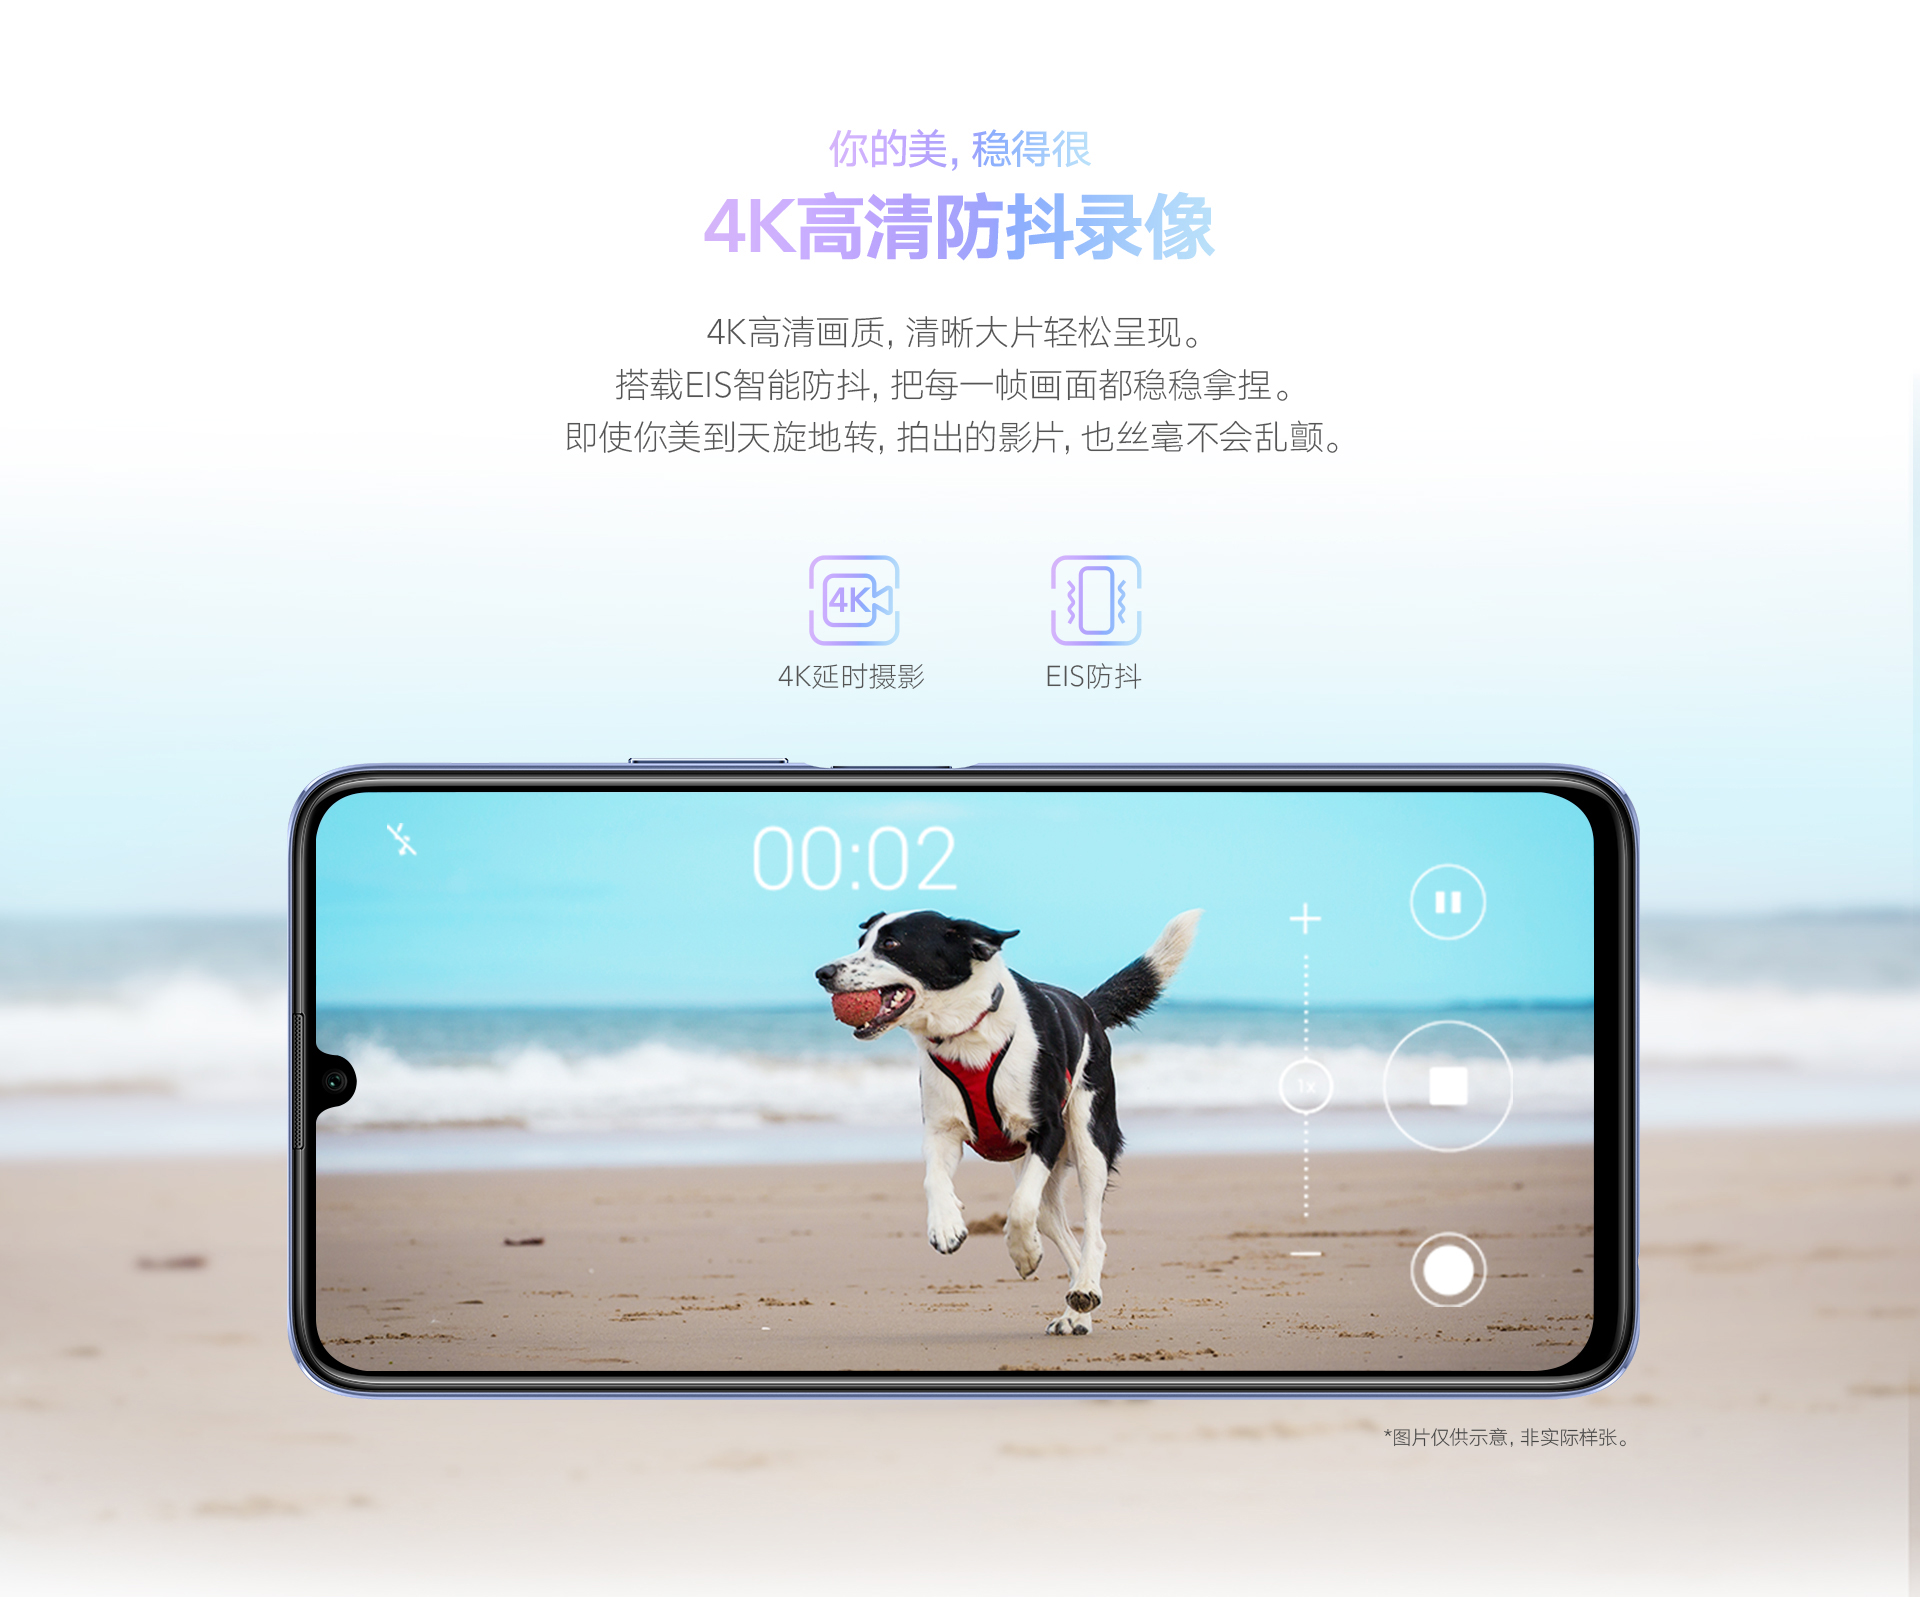 你的美, 稳得很
4K高清防抖录像
4K高清画质, 清晰大片轻松呈现。
搭载EIS智能防抖, 把每一帧画面都稳稳拿捏。
即使你美到天旋地转, 拍出的影片, 也丝毫不会乱颤。
4K
4K延时摄影
EIS防抖
00:02
1x
*图片仅供示意, 非实际样张。